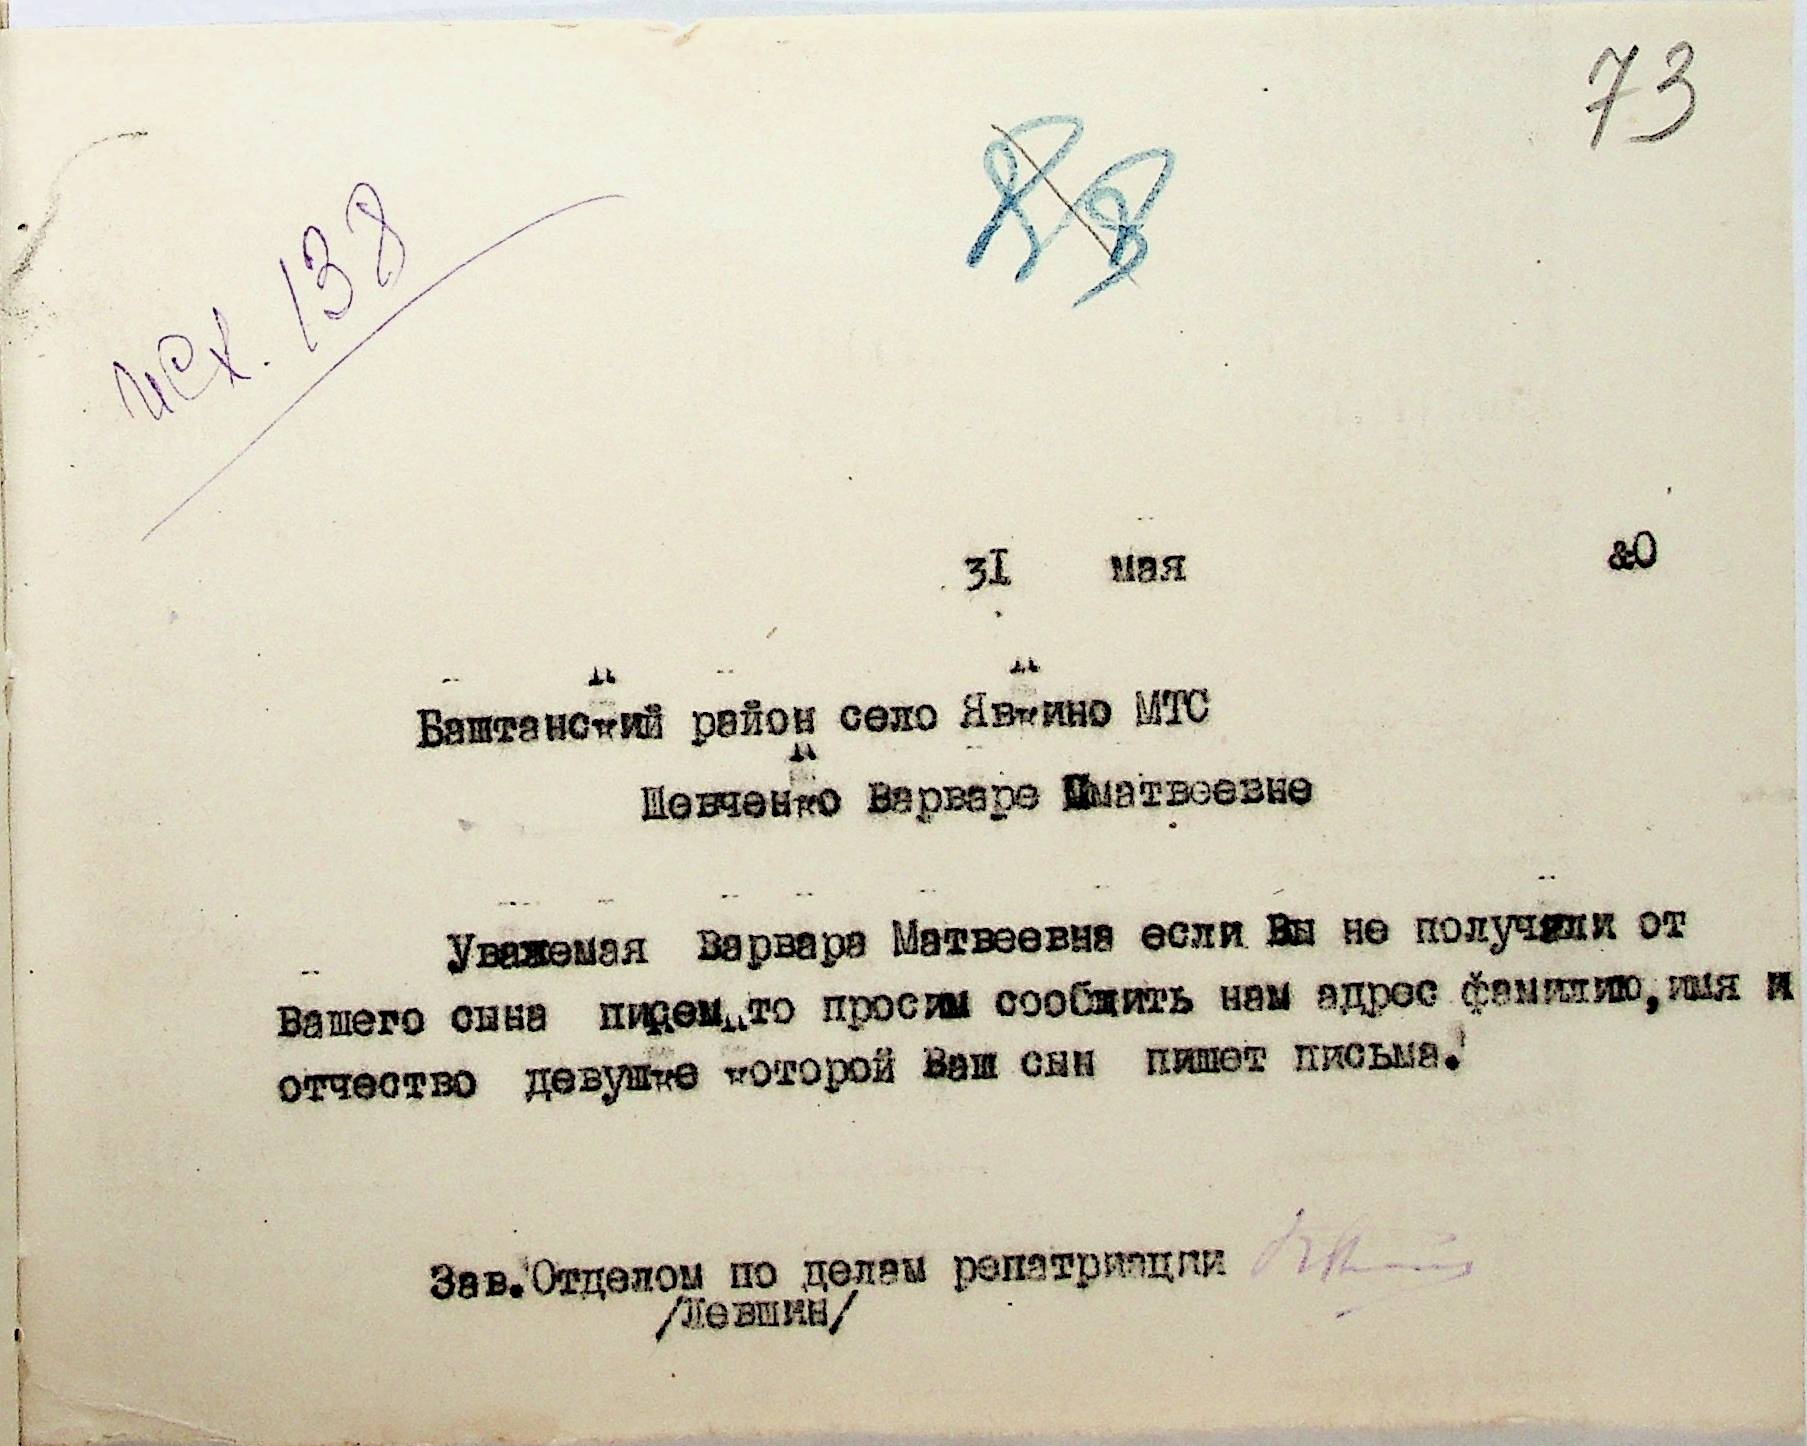 73
исх. 138
31 мая &0
Баштанский район село Явкино МТС
Шевченко Варваре матвеевне
Уважемая Варвара Матвеевна если Вы не получали от
Вашего сына писем то просим сообщить нам адрес фамилию, имя и
отчество девушке которой Ваш сын пишет письма.
Зав. Отделом по делам репатриации
/Левшин/